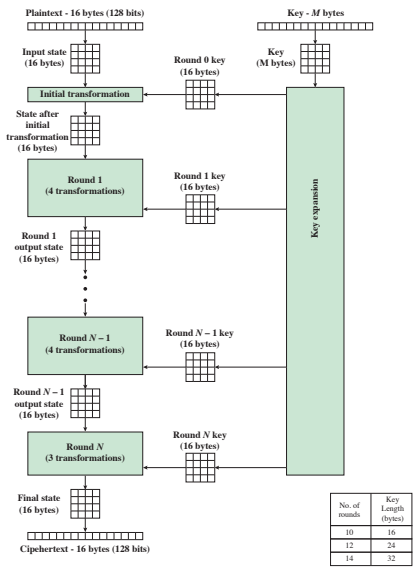 Plaintext - 16 bytes (128 bits)
Key - M bytes
Input state
(16 bytes)
Key
(M bytes)
Round 0 key
(16 bytes)
Initial transformation
State after
initial
transformation
(16 bytes)
Round 1
(4 transformations)
Round 1 key
(16 bytes)
Key expansion
Round 1
output state
(16 bytes)
Round N – 1
(4 transformations)
Round N – 1 key
(16 bytes)
Round N – 1
output state
(16 bytes)
Round N
(3 transformations)
Round N key
(16 bytes)
Final state
(16 bytes)
Cipehertext - 16 bytes (128 bits)
No. of
rounds
Key
Length
(bytes)
10 16
12 24
14 32